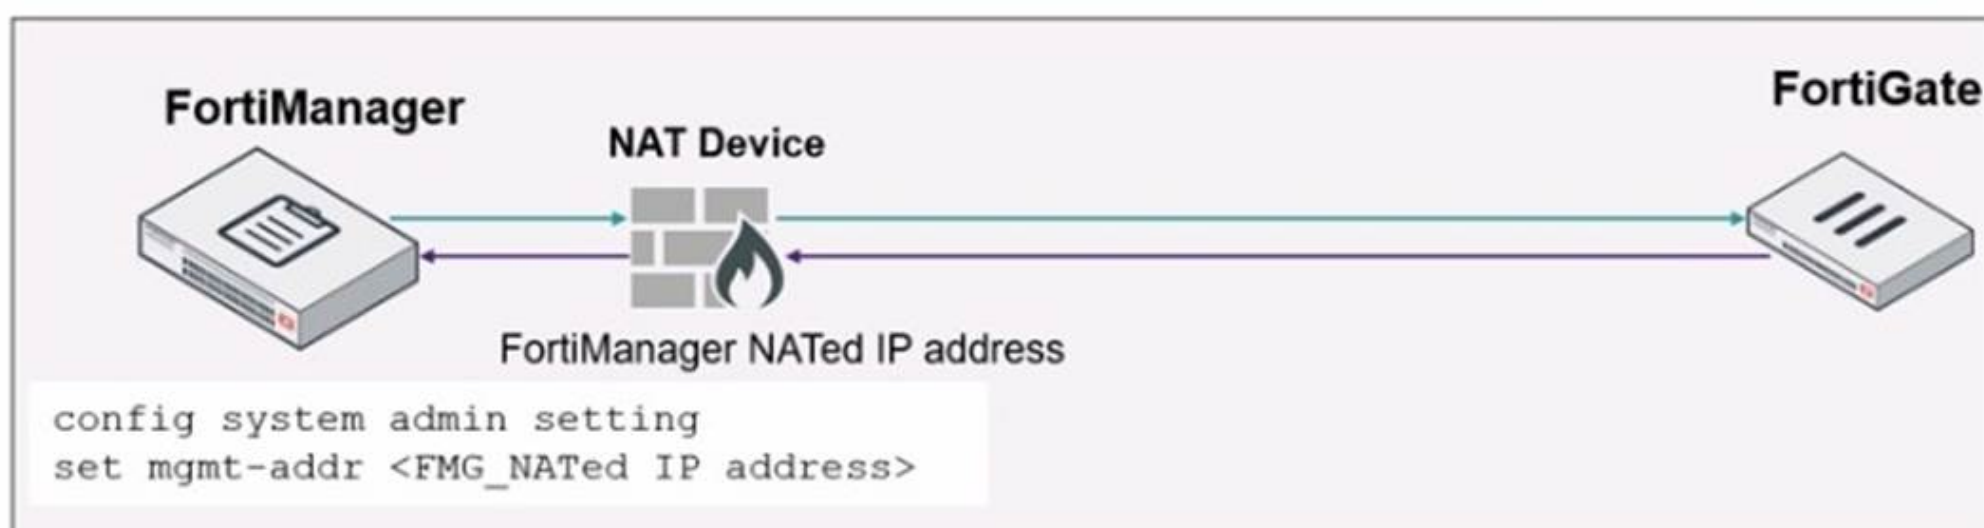 FortiManager
FortiGate
NAT Device
FortiManager NATed IP address
config system admin setting
set mgmt-addr <FMG_NATed IP address>